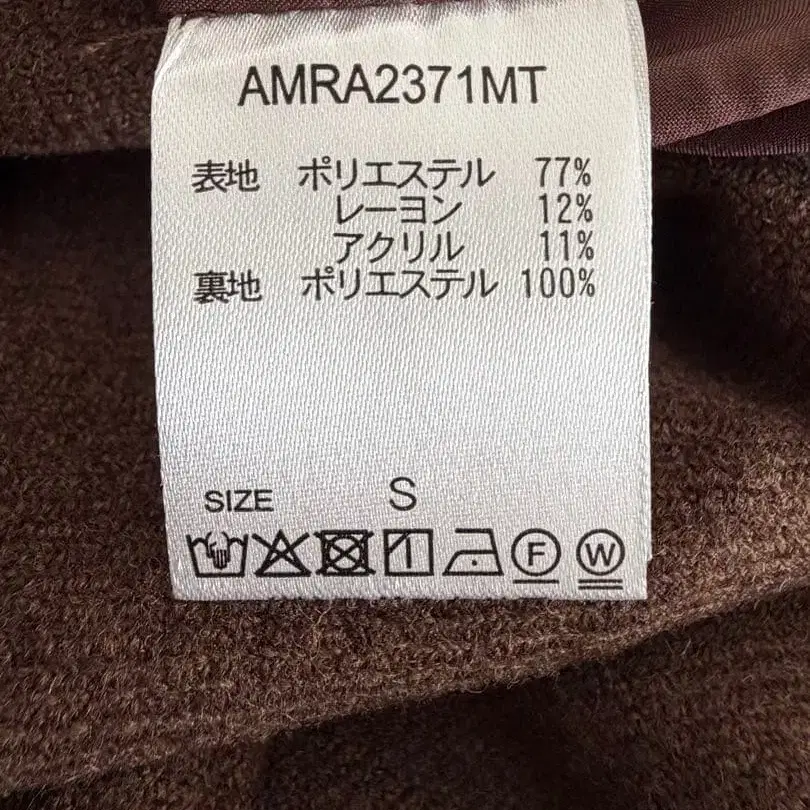 AMRA2371MT
表地 ポリエステル 77%
レーヨン 12%
アクリル 11%
裏地 ポリエステル 100%
SIZE S
F W